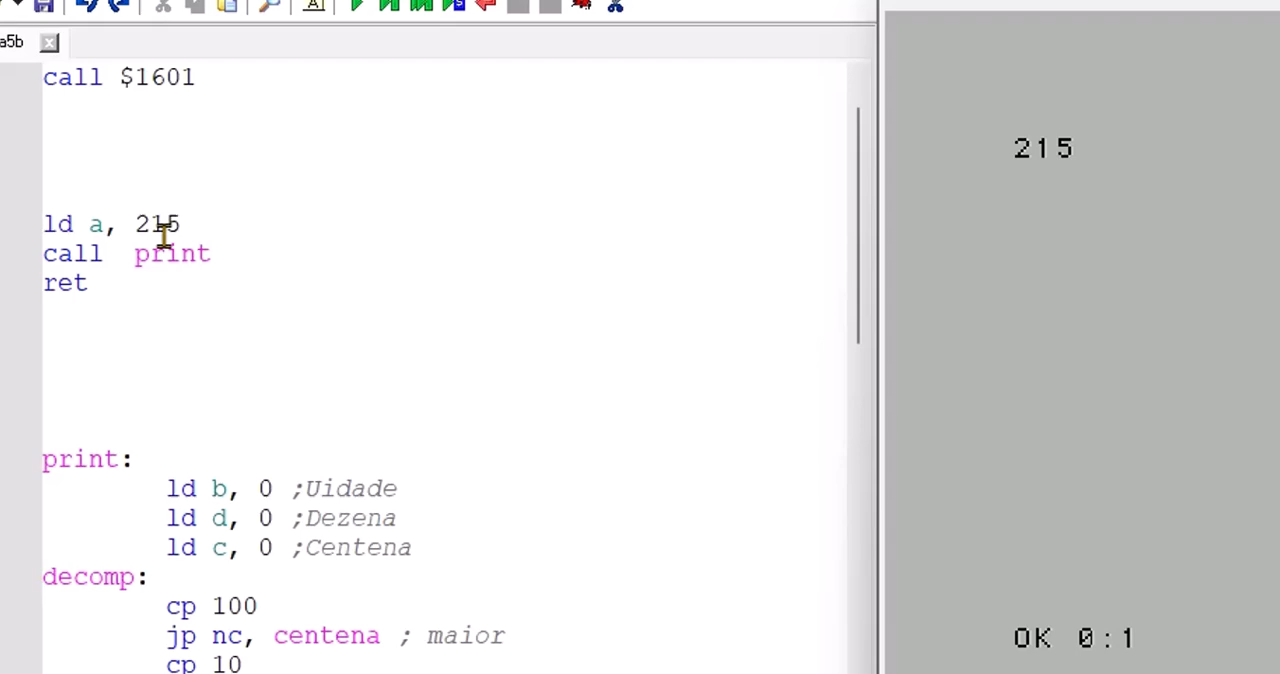 a5b
call $1601
ld a, 215
call  print
ret
print:
ld b, 0 ;Uidade
ld d, 0 ;Dezena
ld c, 0 ;Centena
decomp:
cp 100
jp nc, centena ; maior
cp 10
215
OK 0:1